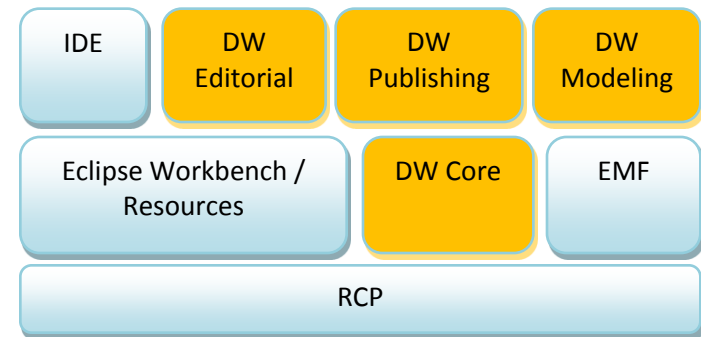 IDE
DW
Editorial
DW
Publishing
DW
Modeling
Eclipse Workbench /
Resources
DW Core
EMF
RCP